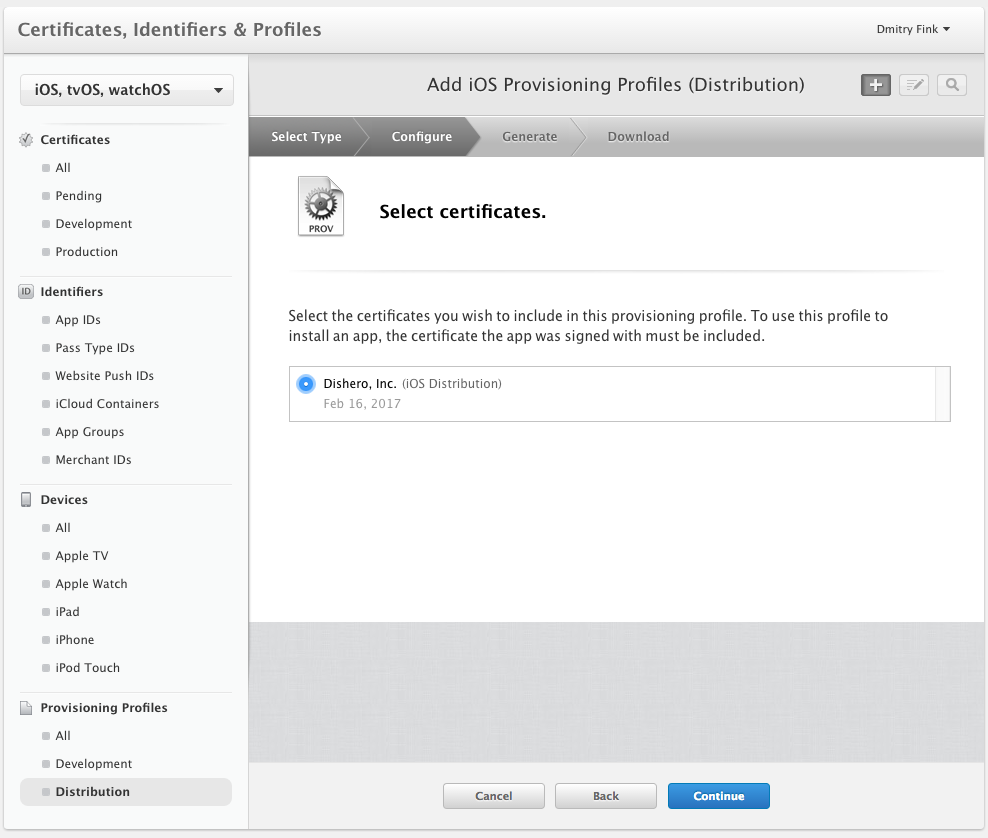 Certificates, Identifiers & Profiles
Dmitry Fink
iOS, tvOS, watchOS
Certificates
All
Pending
Development
Production
ID Identifiers
App IDs
Pass Type IDs
Website Push IDs
iCloud Containers
App Groups
Merchant IDs
Devices
All
Apple TV
Apple Watch
iPad
iPhone
iPod Touch
Provisioning Profiles
All
Development
Distribution
Add iOS Provisioning Profiles (Distribution)
Select Type
Configure
Generate
Download
PROV
Select certificates.
Select the certificates you wish to include in this provisioning profile. To use this profile to
install an app, the certificate the app was signed with must be included.
Dishero, Inc. (iOS Distribution)
Feb 16, 2017
Cancel
Back
Continue